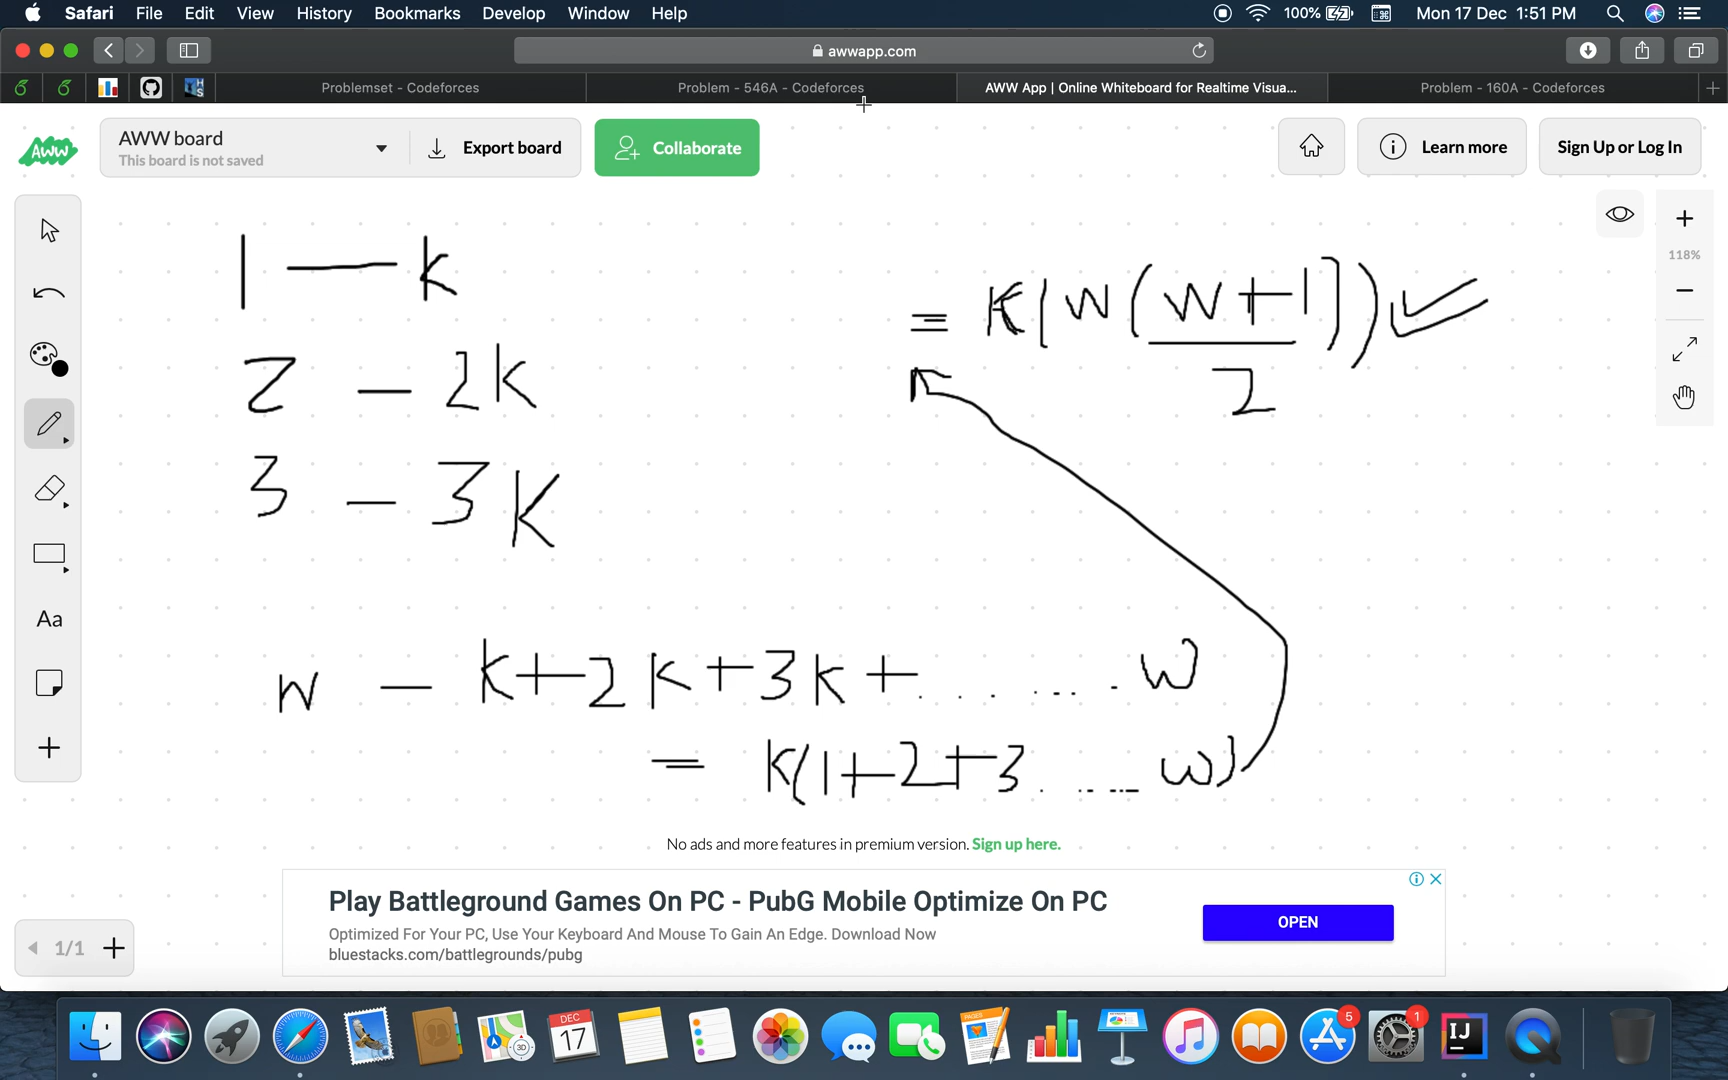 Safari File Edit View History Bookmarks Develop Window Help 100% Mon 17 Dec 1:51 PM
awwapp.com
Problemset - Codeforces Problem - 546A - Codeforces AWW App | Online Whiteboard for Realtime Visua... Problem - 160A - Codeforces
AWW AWW board Export board Collaborate Learn more Sign Up or Log In
This board is not saved
118%
1 — k
= K(W(W+1))
2
2 - 2k
3 - 3K
Aa
W - k+2k+3k+........W
= K(1+2+3......W)
No ads and more features in premium version. Sign up here.
Play Battleground Games On PC - PubG Mobile Optimize On PC
Optimized For Your PC, Use Your Keyboard And Mouse To Gain An Edge. Download Now
bluestacks.com/battlegrounds/pubg
OPEN
1/1
DEC
17
3D
PAGES
5
1
IJ